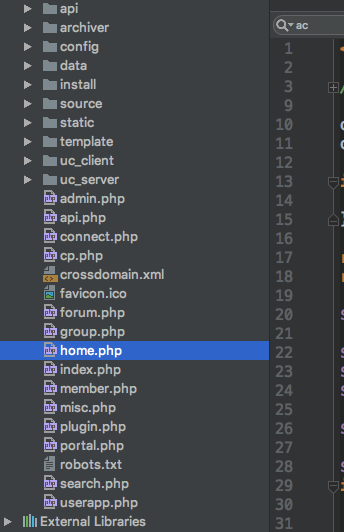 api
archiver
config
data
install
source
static
template
uc_client
uc_server
admin.php
api.php
connect.php
cp.php
crossdomain.xml
favicon.ico
forum.php
group.php
home.php
index.php
member.php
misc.php
plugin.php
portal.php
robots.txt
search.php
userapp.php
External Libraries
ac
1
2
3
9
10
11
12
13
14
15
16
17
18
19
20
21
22
23
24
25
26
27
28
29
30
31